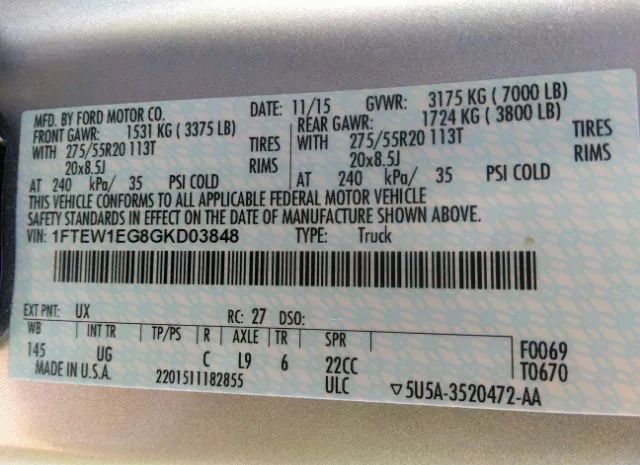 MFD. BY FORD MOTOR CO. DATE: 11/15 GVWR: 3175 KG ( 7000 LB)
FRONT GAWR: 1531 KG ( 3375 LB) REAR GAWR: 1724 KG ( 3800 LB)
WITH 275/55R20 113T TIRES WITH 275/55R20 113T TIRES
20x8.5J RIMS 20x8.5J RIMS
AT 240 kPa/ 35 PSI COLD AT 240 kPa/ 35 PSI COLD
THIS VEHICLE CONFORMS TO ALL APPLICABLE FEDERAL MOTOR VEHICLE
SAFETY STANDARDS IN EFFECT ON THE DATE OF MANUFACTURE SHOWN ABOVE.
VIN: 1FTEW1EG8GKD03848 TYPE: Truck
EXT PNT: UX RC: 27 DSO:
WB INT TR TP/PS R AXLE TR SPR F0069
145 UG C L9 6 22CC T0670
MADE IN U.S.A. 2201511182855 ULC ▽5U5A-3520472-AA